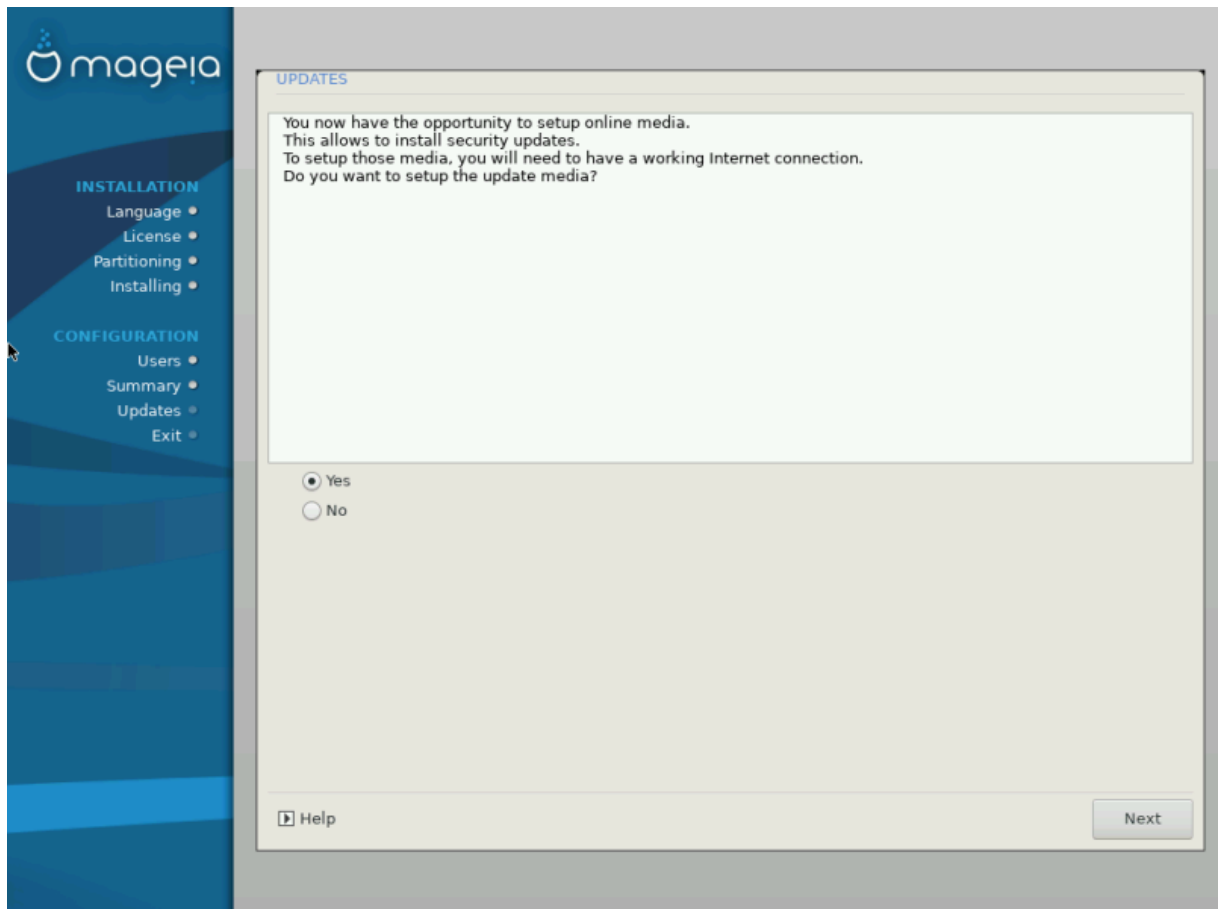 mageia
INSTALLATION
Language
License
Partitioning
Installing
CONFIGURATION
Users
Summary
Updates
Exit
UPDATES
You now have the opportunity to setup online media.
This allows to install security updates.
To setup those media, you will need to have a working Internet connection.
Do you want to setup the update media?
Yes
No
Help
Next